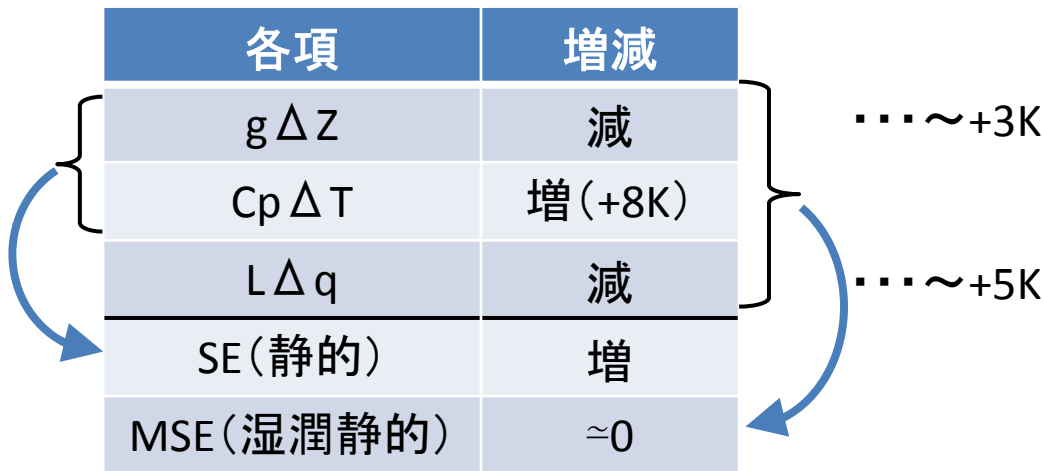 各項 増減
gΔZ 減 ･･･～+3K
CpΔT 増(+8K)
LΔq 減 ･･･～+5K
SE(静的) 増
MSE(湿潤静的) ≃0